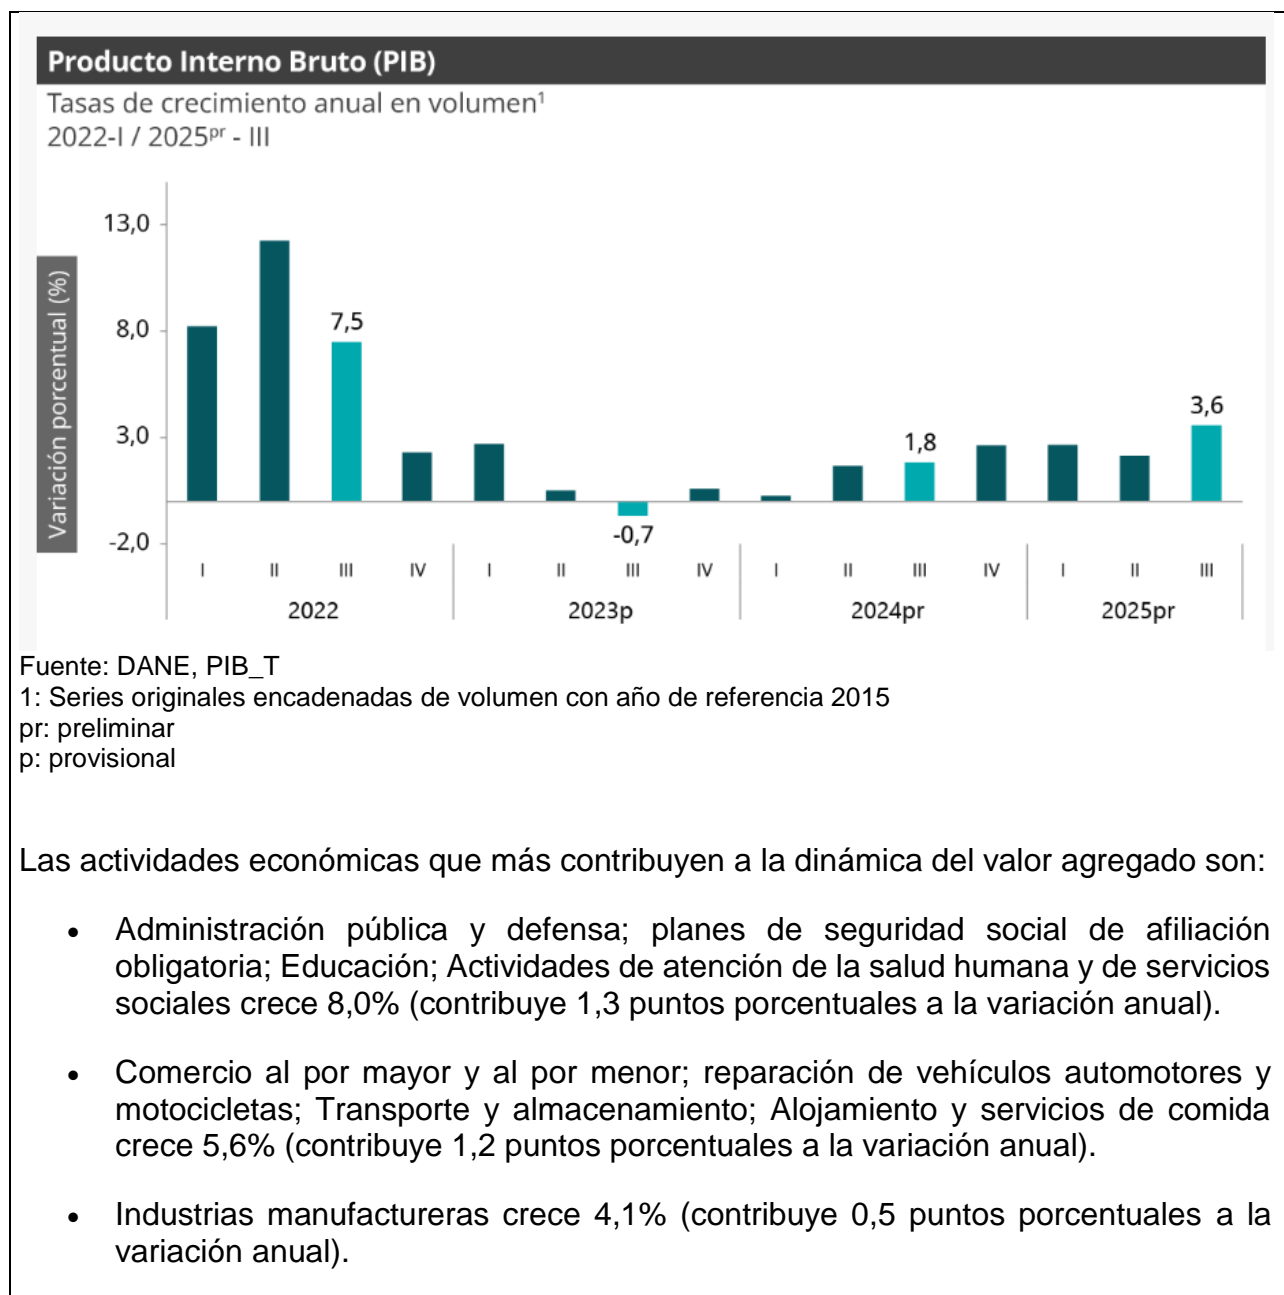 Producto Interno Bruto (PIB)
Tasas de crecimiento anual en volumen¹
2022-I / 2025ᵖʳ - III
Variación porcentual (%)
13,0
8,0
3,0
-2,0
7,5
-0,7
1,8
3,6
I II III IV I II III IV I II III IV I II III
2022 2023p 2024pr 2025pr
Fuente: DANE, PIB_T
1: Series originales encadenadas de volumen con año de referencia 2015
pr: preliminar
p: provisional
Las actividades económicas que más contribuyen a la dinámica del valor agregado son:
• Administración pública y defensa; planes de seguridad social de afiliación
obligatoria; Educación; Actividades de atención de la salud humana y de servicios
sociales crece 8,0% (contribuye 1,3 puntos porcentuales a la variación anual).
• Comercio al por mayor y al por menor; reparación de vehículos automotores y
motocicletas; Transporte y almacenamiento; Alojamiento y servicios de comida
crece 5,6% (contribuye 1,2 puntos porcentuales a la variación anual).
• Industrias manufactureras crece 4,1% (contribuye 0,5 puntos porcentuales a la
variación anual).